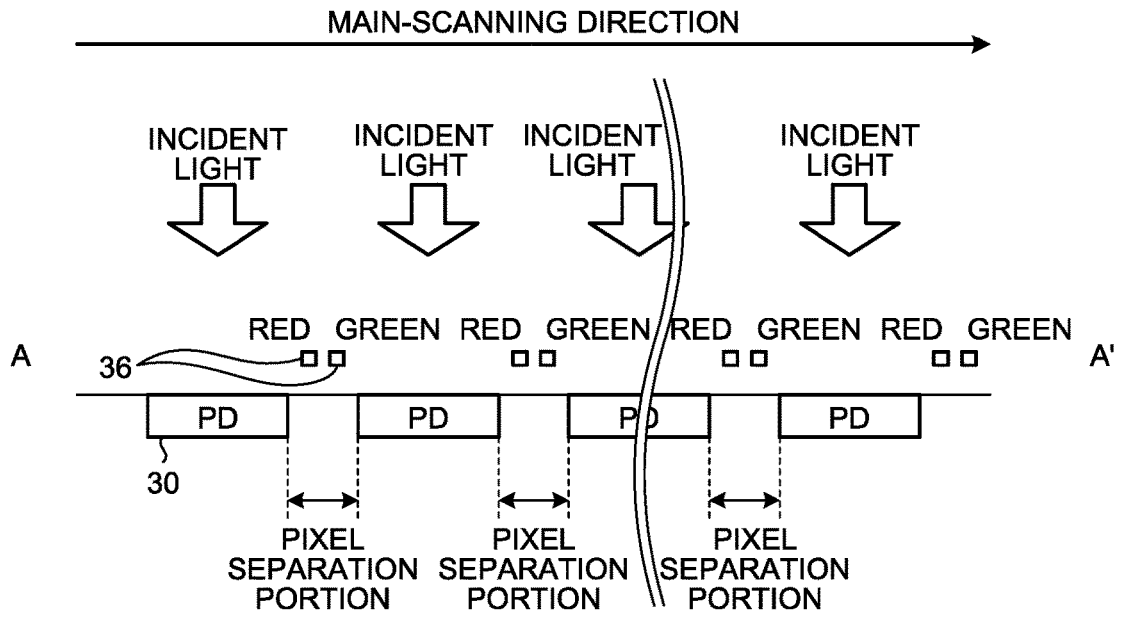 MAIN-SCANNING DIRECTION
INCIDENT LIGHT
INCIDENT LIGHT
INCIDENT LIGHT
INCIDENT LIGHT
RED GREEN RED GREEN RED GREEN RED GREEN
A
36
A'
PD PD PD PD
30
PIXEL SEPARATION PORTION
PIXEL SEPARATION PORTION
PIXEL SEPARATION PORTION